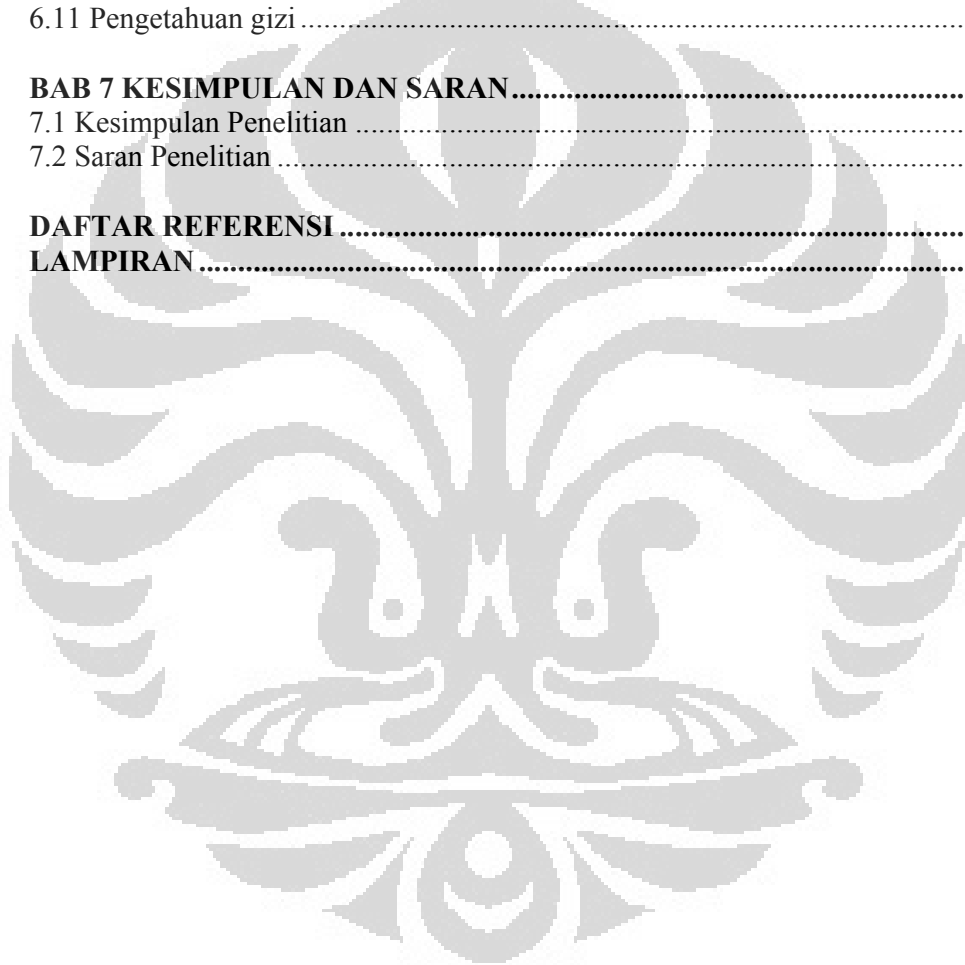 6.11 Pengetahuan gizi ..........................................................................................
BAB 7 KESIMPULAN DAN SARAN..........................................................
7.1 Kesimpulan Penelitian ..................................................................................
7.2 Saran Penelitian ............................................................................................
DAFTAR REFERENSI ................................................................................
LAMPIRAN ..................................................................................................